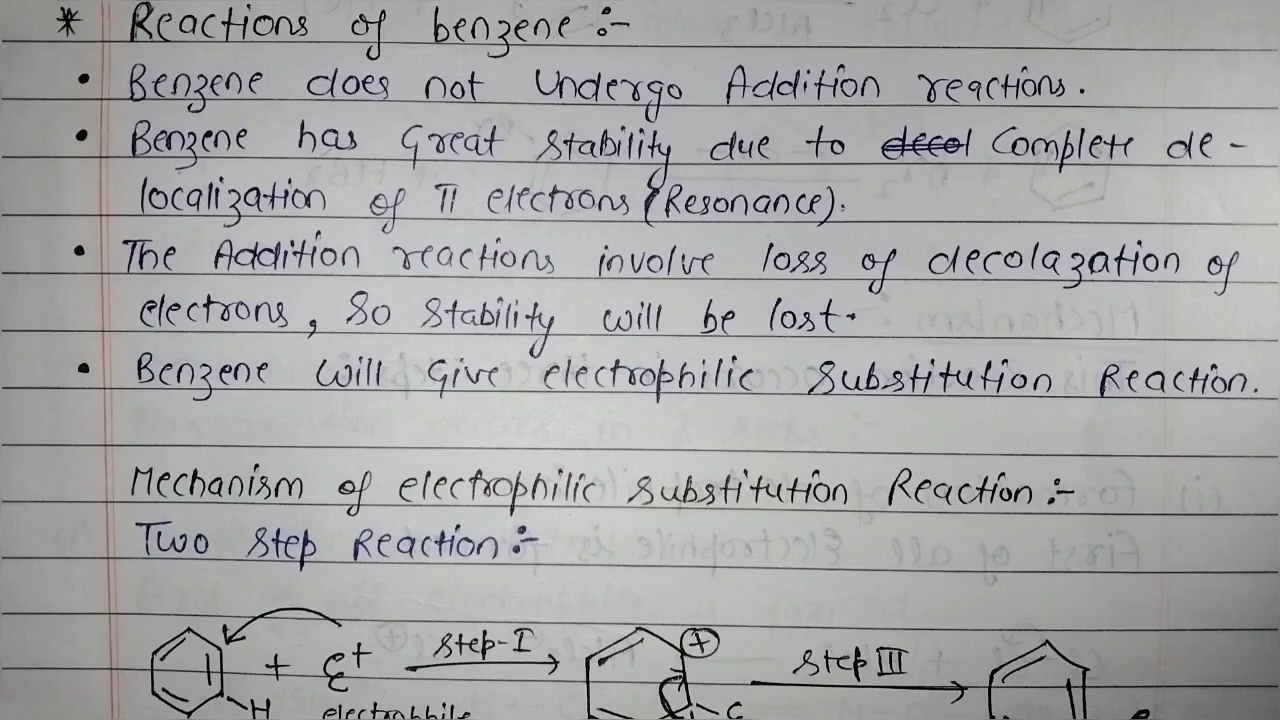 * Reactions of benzene :-
• Benzene does not Undergo Addition reactions.
• Benzene has Great Stability due to Complete de-
localization of π electrons (Resonance).
• The Addition reactions involve loss of decolazation of
electrons, So Stability will be lost.
• Benzene will Give electrophilic Substitution Reaction.
Mechanism of electrophilic Substitution Reaction :-
Two Step Reaction :-
+ E+ Step-I + Step III
H electrophile